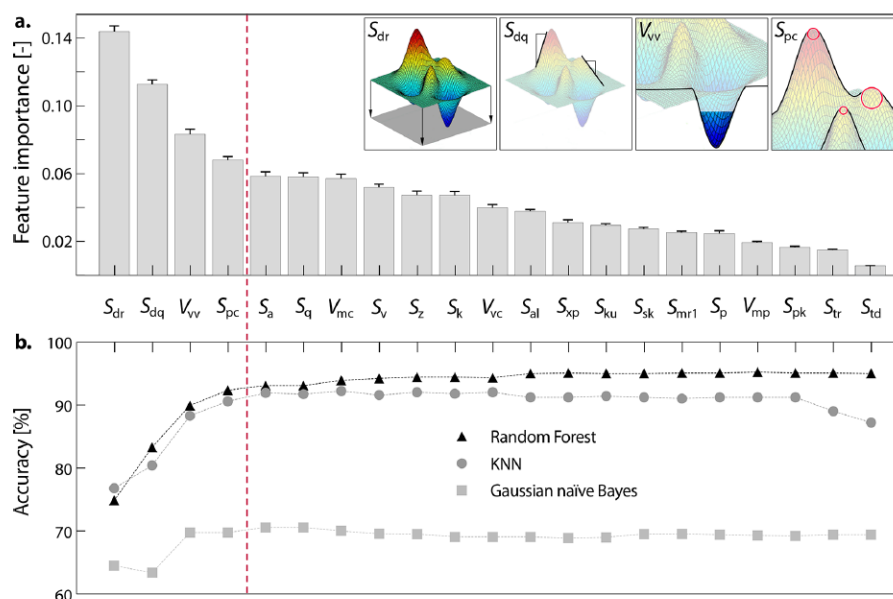 a.
Feature importance [-]
0.14
0.10
0.06
0.02
Sdr
Sdq
Vvv
Spc
Sdr Sdq Vvv Spc Sa Sq Vmc Sv Sz Sk Vvc Sal Sxp Sku Ssk Smr1 Sp Vmp Spk Str Std
b.
Accuracy [%]
100
90
80
70
60
Random Forest
KNN
Gaussian naïve Bayes